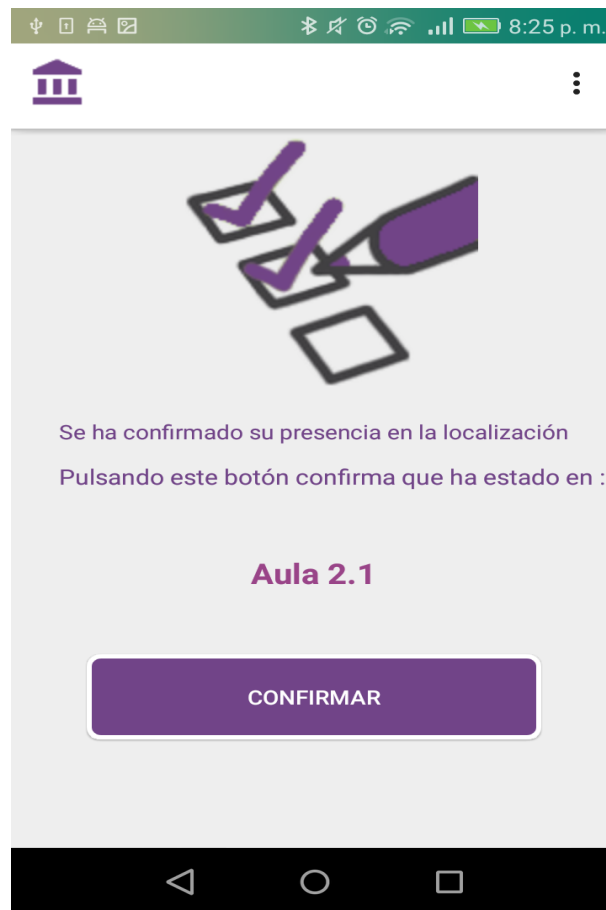 8:25 p. m.
Se ha confirmado su presencia en la localización
Pulsando este botón confirma que ha estado en :
Aula 2.1
CONFIRMAR